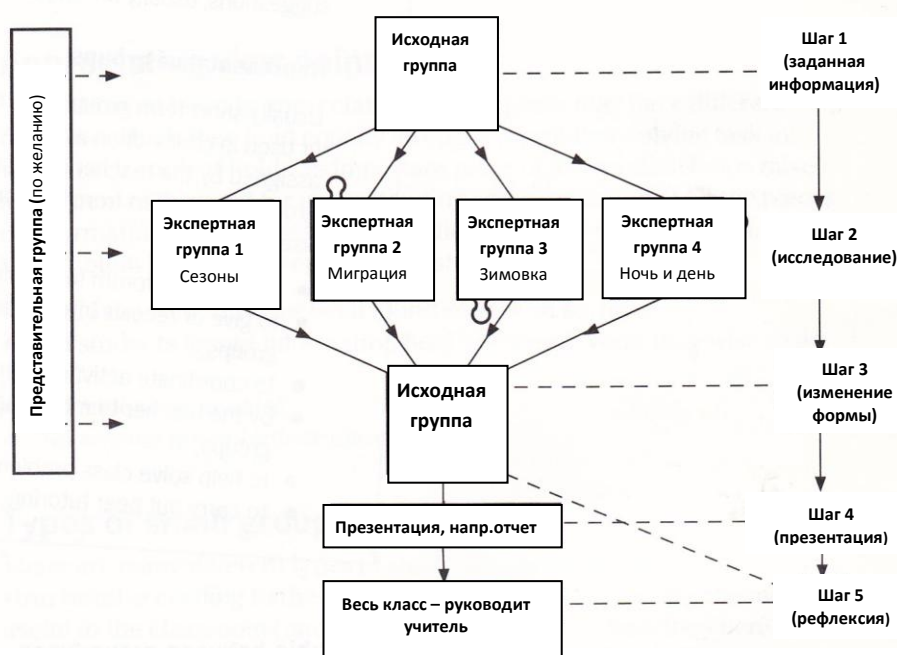 Представительная группа (по желанию)
Исходная
группа
Шаг 1
(заданная
информация)
Экспертная
группа 1
Сезоны
Экспертная
группа 2
Миграция
Экспертная
группа 3
Зимовка
Экспертная
группа 4
Ночь и день
Шаг 2
(исследование)
Исходная
группа
Шаг 3
(изменение
формы)
Презентация, напр.отчет
Шаг 4
(презентация)
Весь класс – руководит
учитель
Шаг 5
(рефлексия)